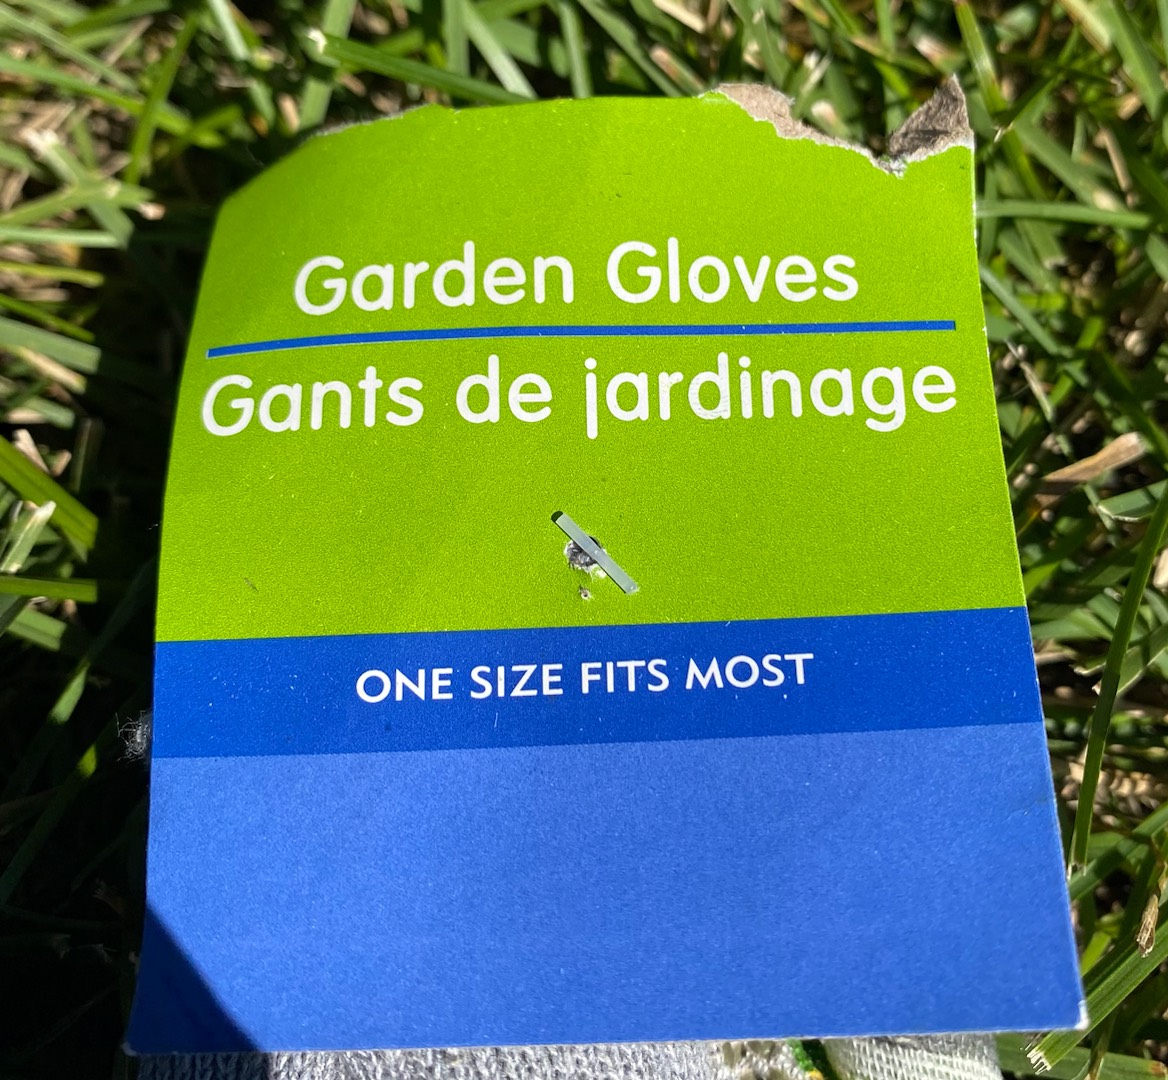 Garden Gloves
Gants de jardinage
ONE SIZE FITS MOST